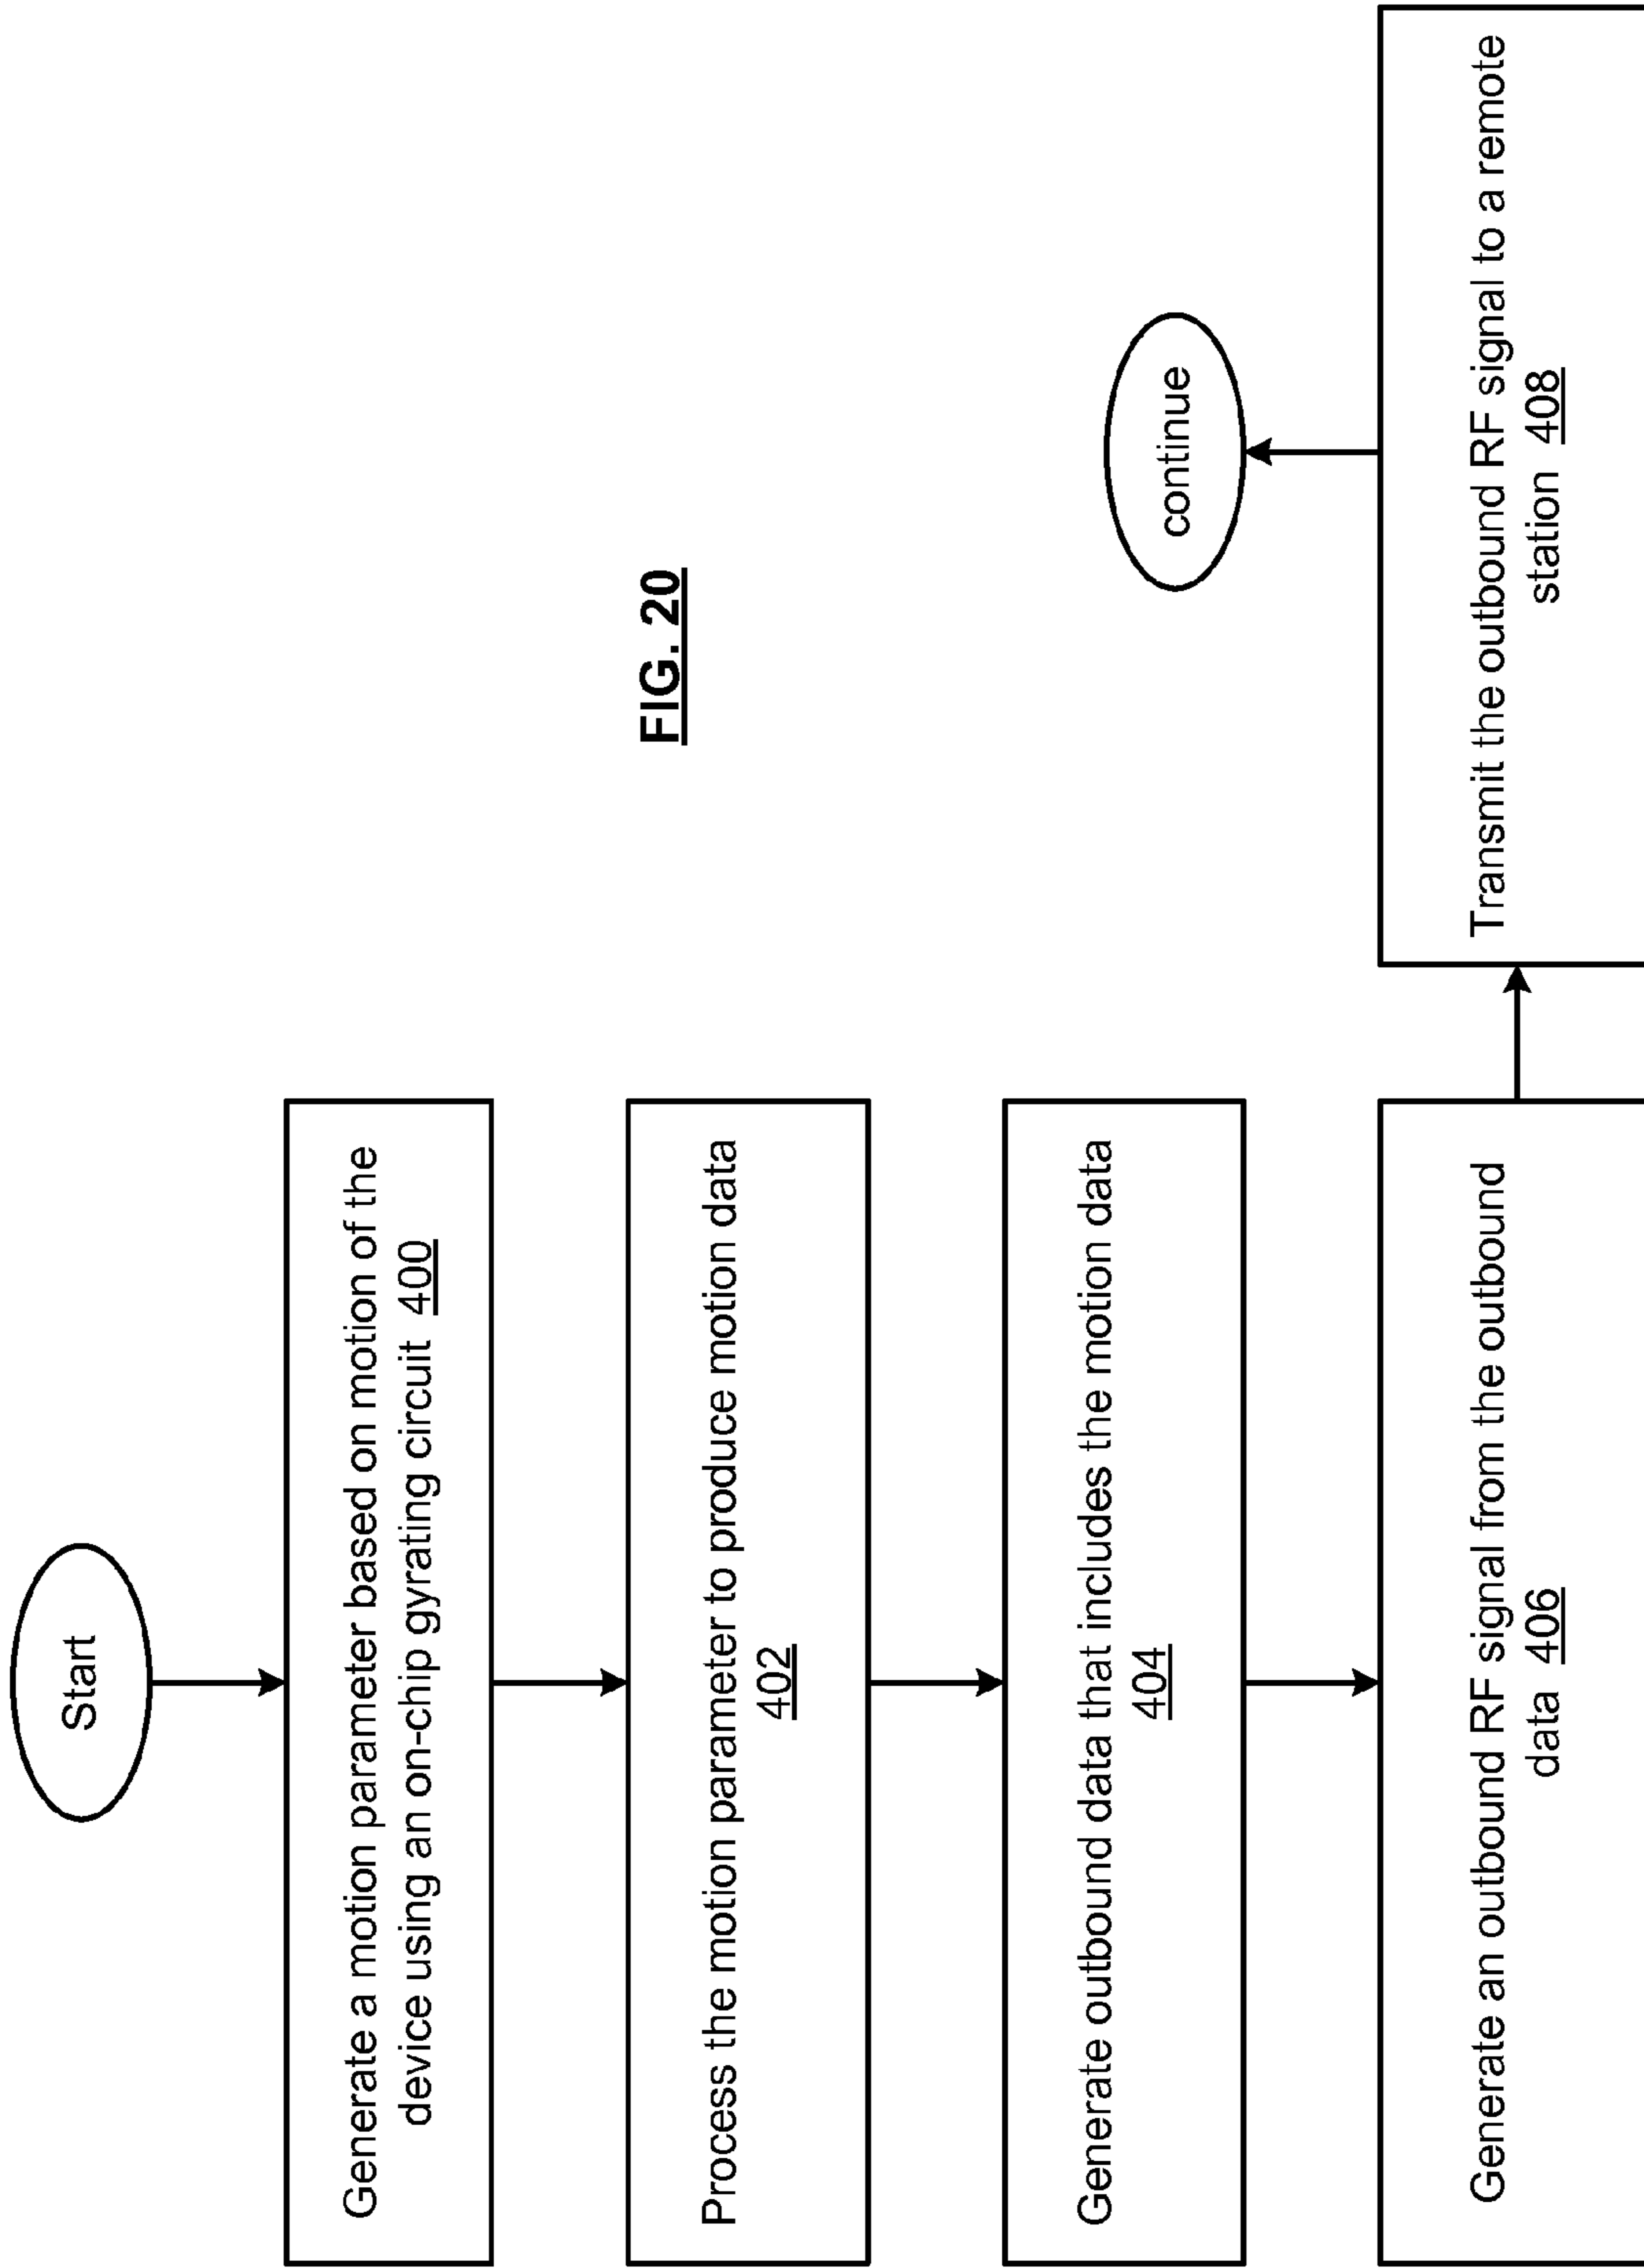 Start
Generate a motion parameter based on motion of the
device using an on-chip gyrating circuit 400
Process the motion parameter to produce motion data
402
Generate outbound data that includes the motion data
404
Generate an outbound RF signal from the outbound
data 406
Transmit the outbound RF signal to a remote
station 408
continue
FIG. 20